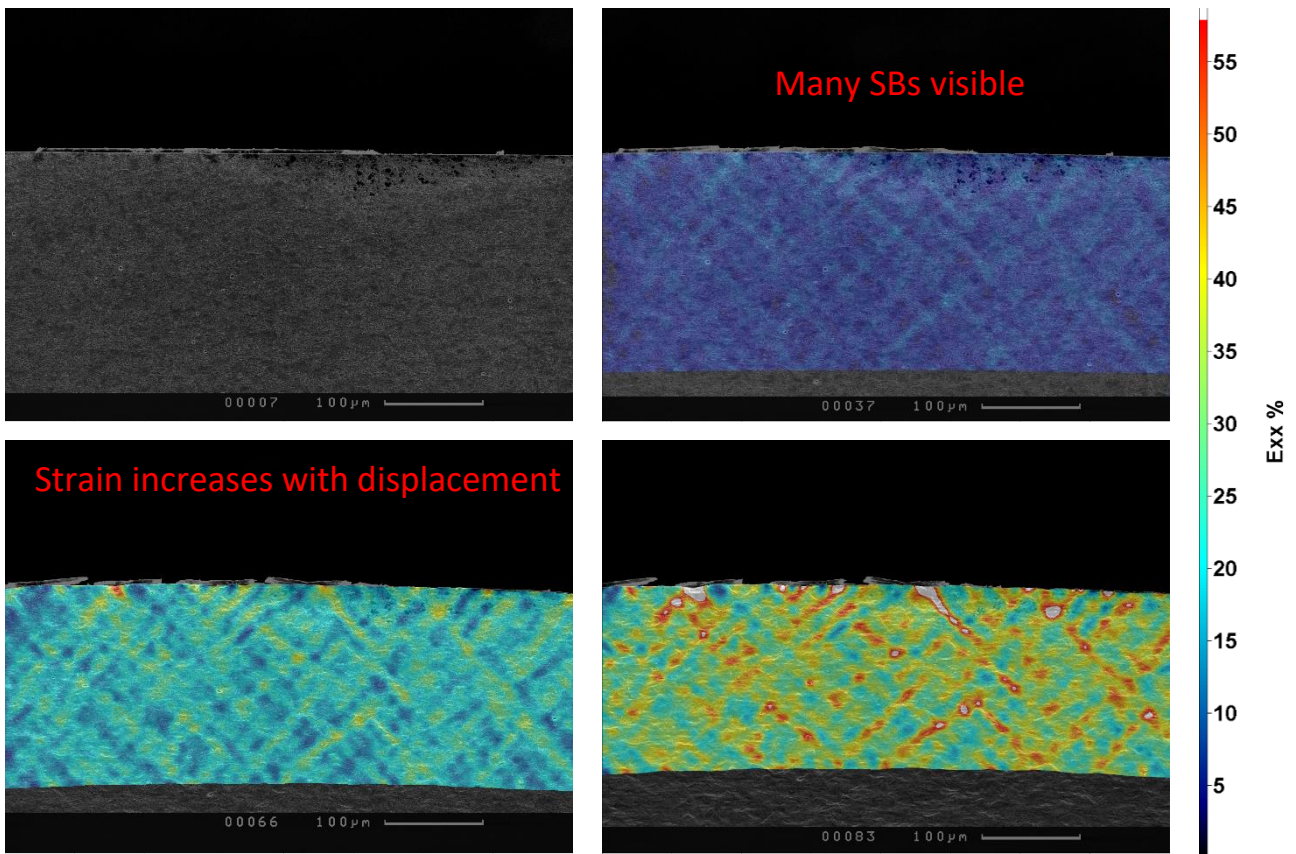 Many SBs visible
00007 100µm
00037 100µm
Strain increases with displacement
00066 100µm
00083 100µm
55
50
45
40
35
30
25
20
15
10
5
Exx %